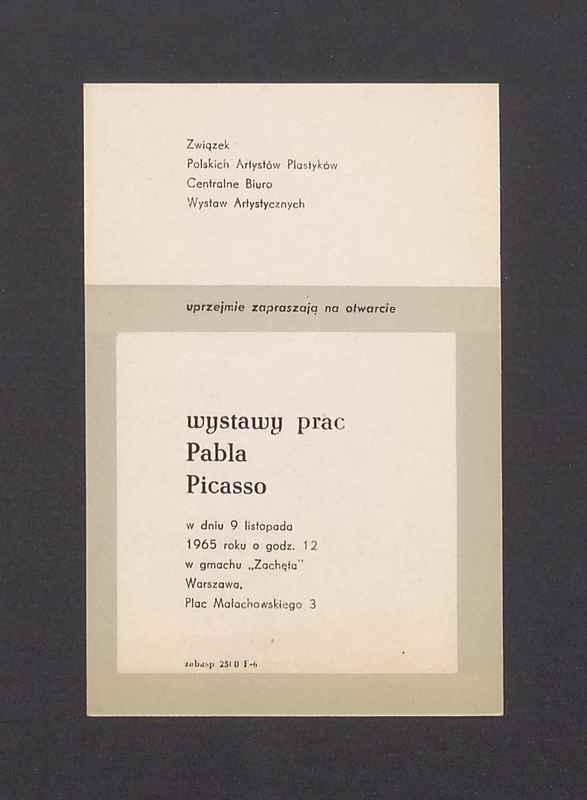 Związek
Polskich Artystów Plastyków
Centralne Biuro
Wystaw Artystycznych
uprzejmie zapraszają na otwarcie
wystawy prac
Pabla
Picasso
w dniu 9 listopada
1965 roku o godz. 12
w gmachu „Zachęta”
Warszawa,
Plac Małachowskiego 3
zobasp 2500 F-6